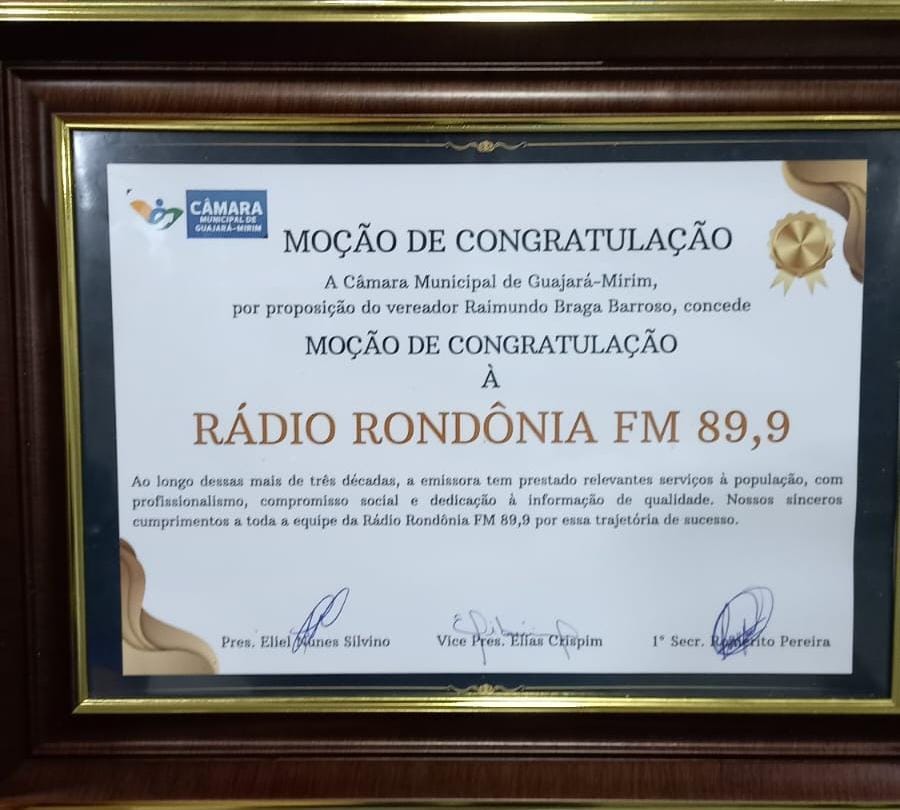 CÂMARA
MUNICIPAL DE
GUAJARÁ-MIRIM
MOÇÃO DE CONGRATULAÇÃO
A Câmara Municipal de Guajará-Mirim,
por proposição do vereador Raimundo Braga Barroso, concede
MOÇÃO DE CONGRATULAÇÃO
À
RÁDIO RONDÔNIA FM 89,9
Ao longo dessas mais de três décadas, a emissora tem prestado relevantes serviços à população, com
profissionalismo, compromisso social e dedicação à informação de qualidade. Nossos sinceros
cumprimentos a toda a equipe da Rádio Rondônia FM 89,9 por essa trajetória de sucesso.
Pres. Eliel Nunes Silvino Vice Pres. Elias Crispim 1° Secr. Pereira